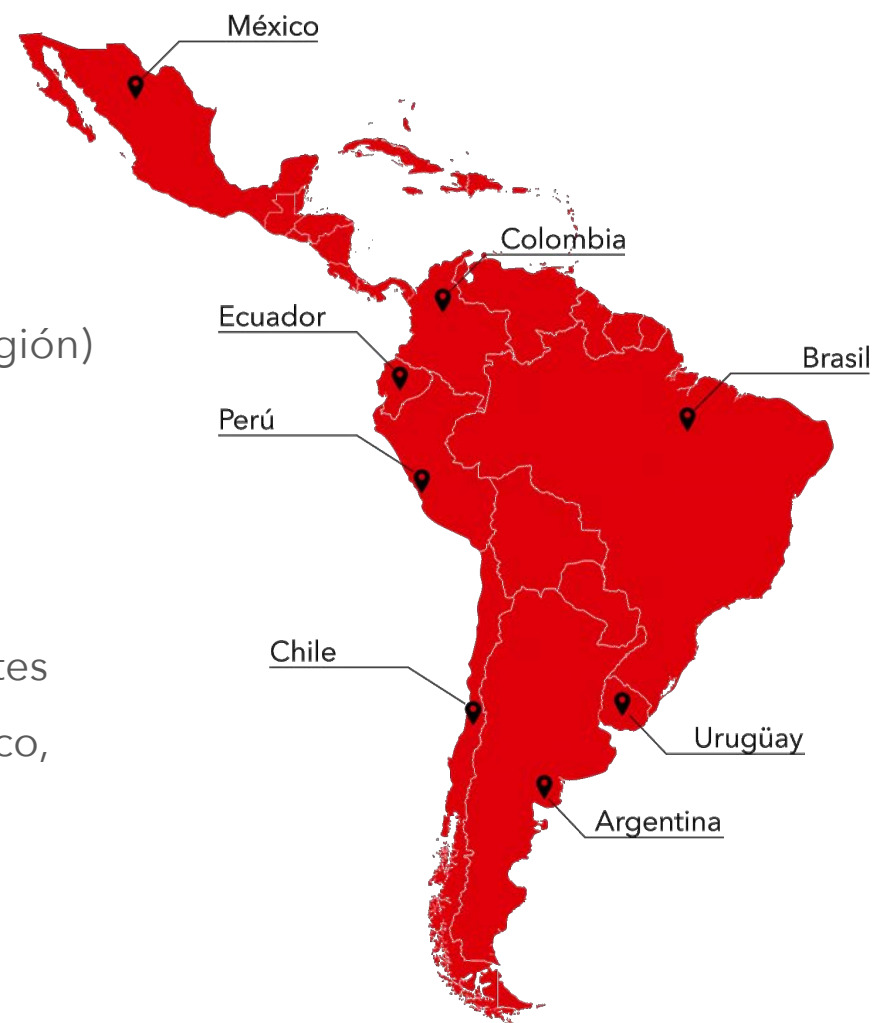 México
Colombia
Ecuador
gión)
Brasil
Perú
Chile
tes
Urugüay
co,
Argentina